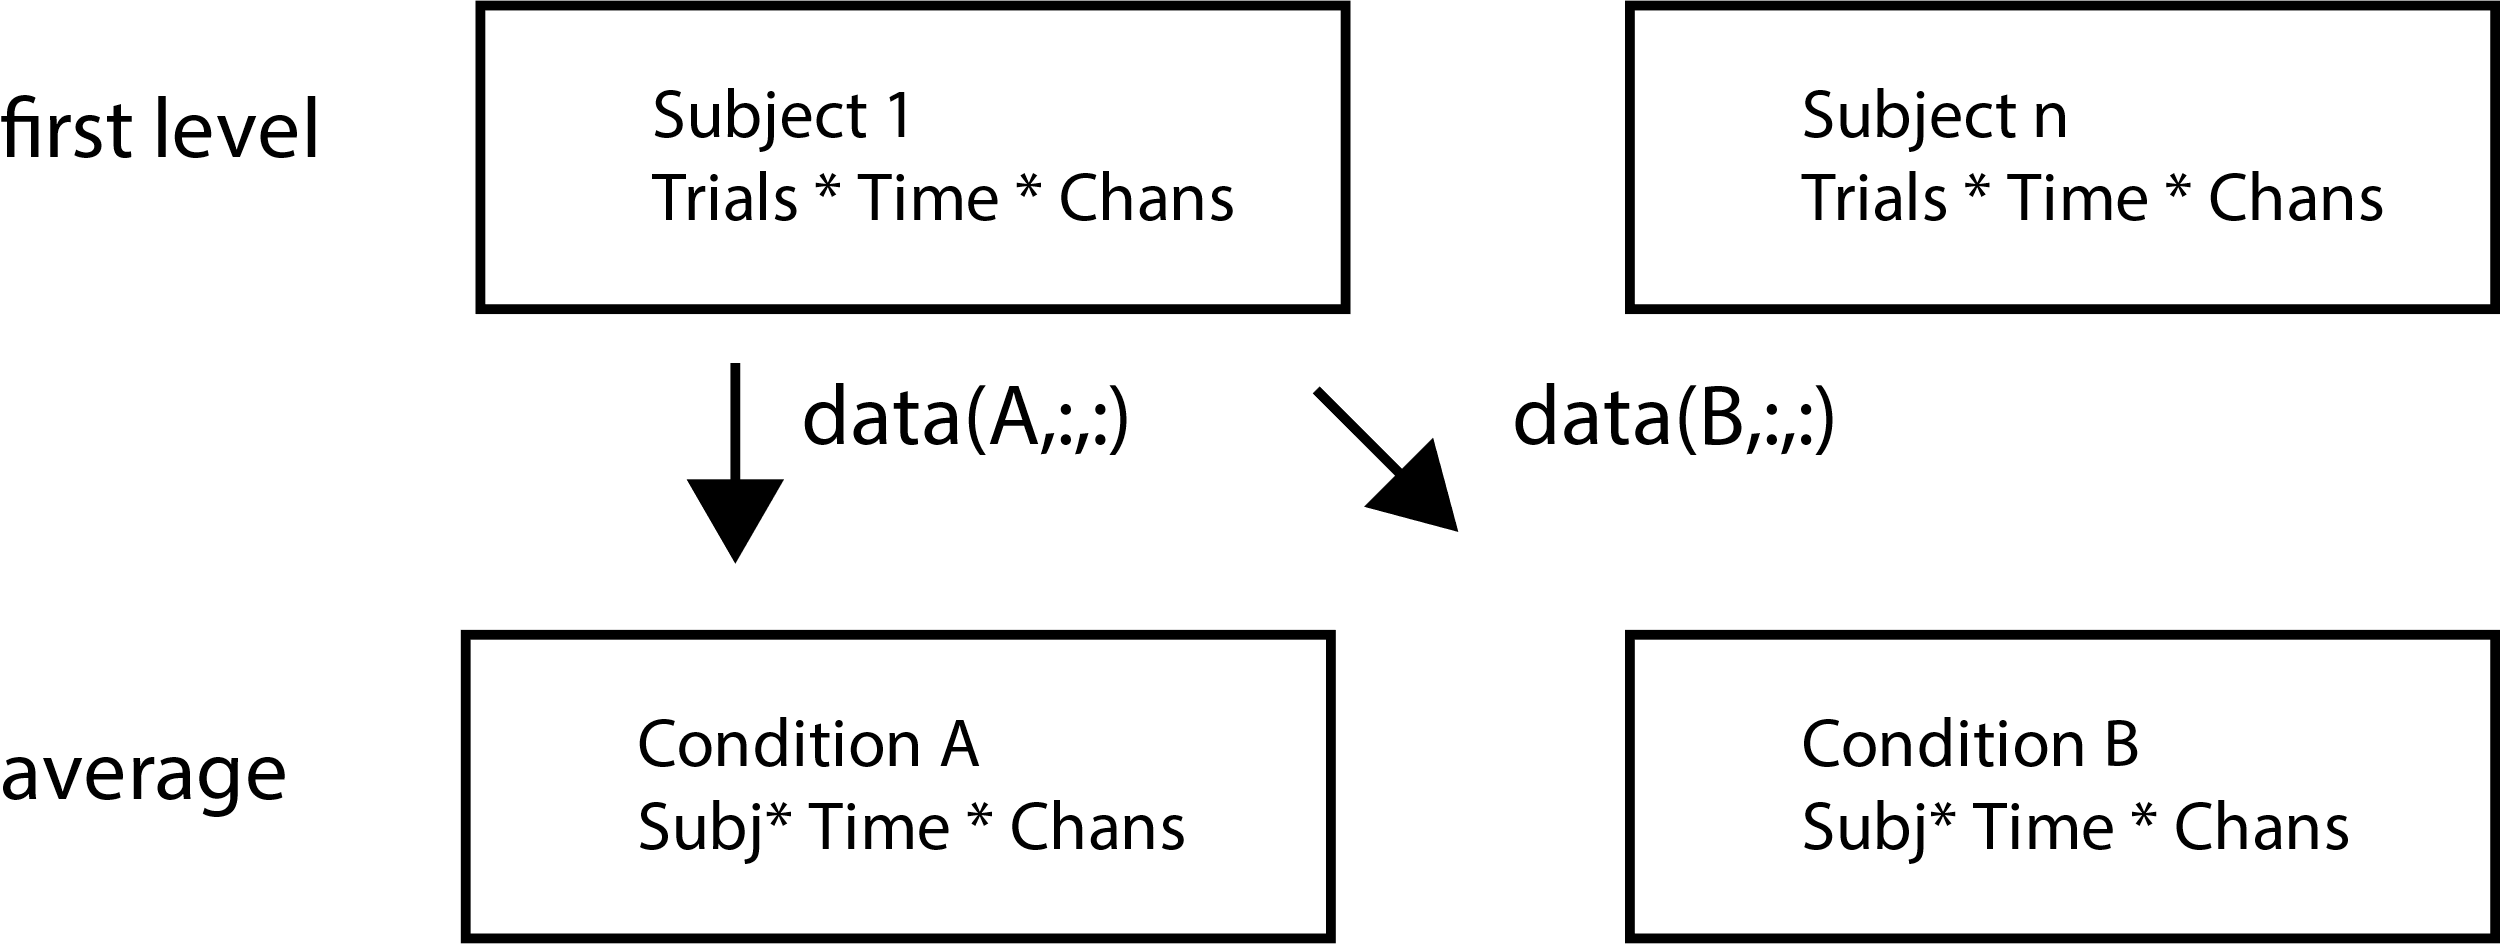 first level
Subject 1
Trials * Time * Chans
Subject n
Trials * Time * Chans
data(A,:,:)
data(B,:,:)
average
Condition A
Subj* Time * Chans
Condition B
Subj* Time * Chans